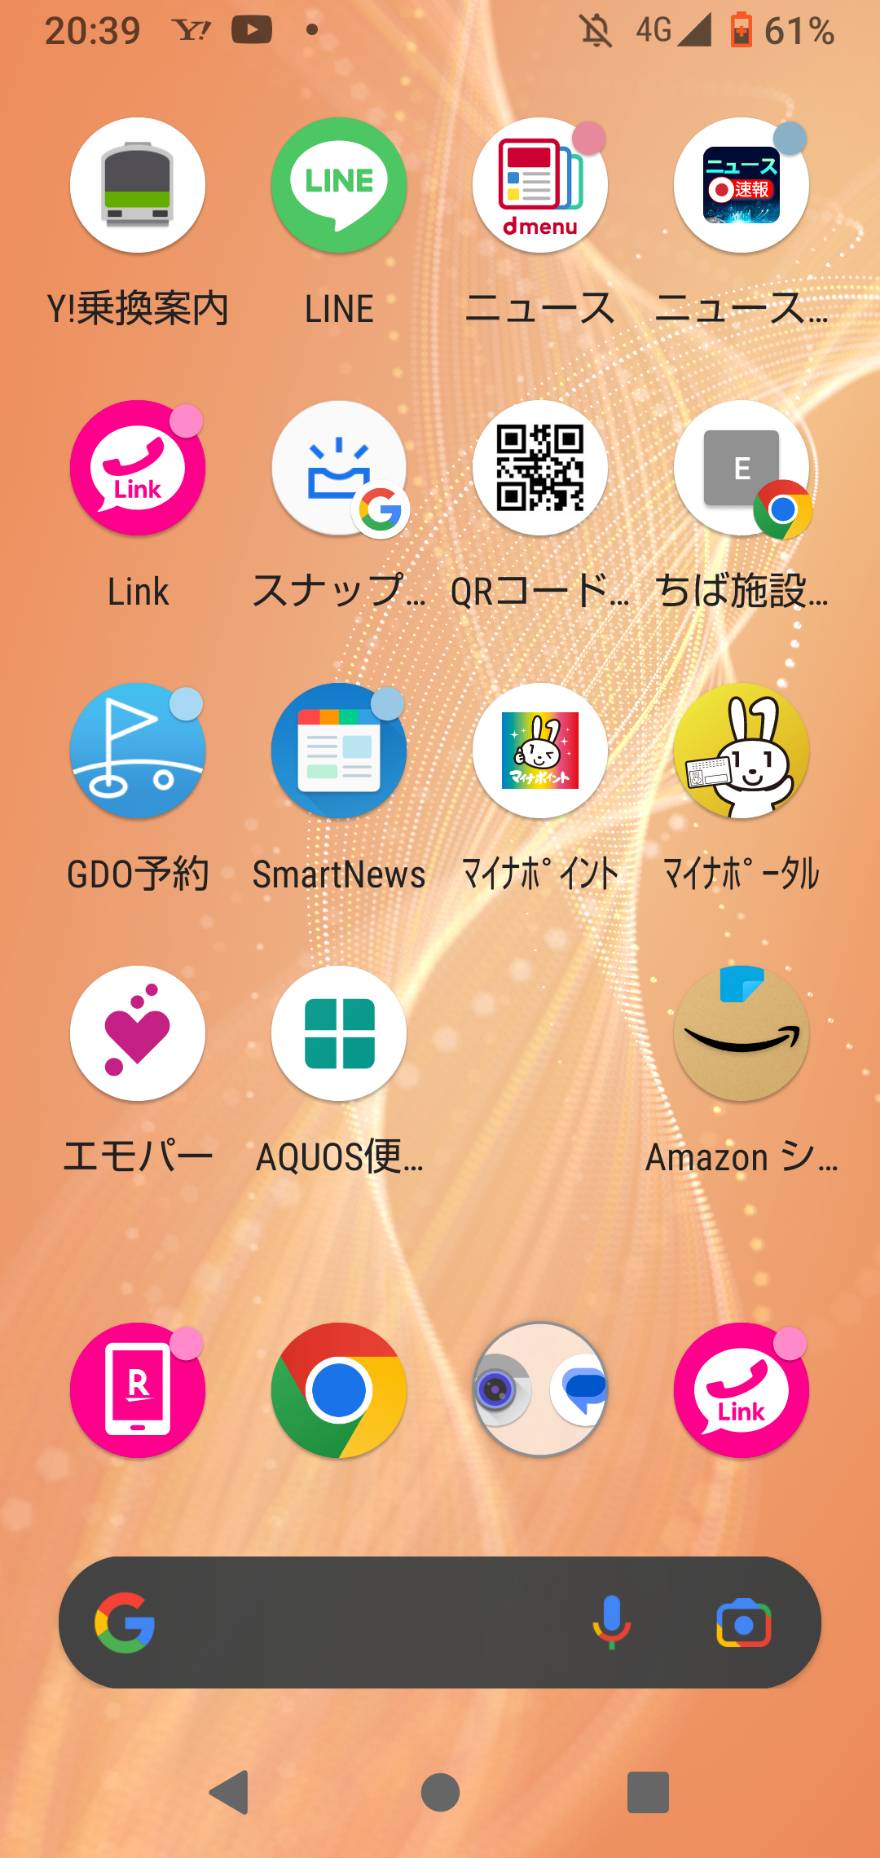 20:39 Y! 4G 61%
LINE
dmenu
ニュース
速報
Y!乗換案内 LINE ニュース ニュース...
Link
E
Link スナップ... QRコード... ちば施設...
マイナポイント
GDO予約 SmartNews ﾏｲﾅﾎﾟｲﾝﾄ ﾏｲﾅﾎﾟｰﾀﾙ
エモパー AQUOS便... Amazon シ...
R
Link
G